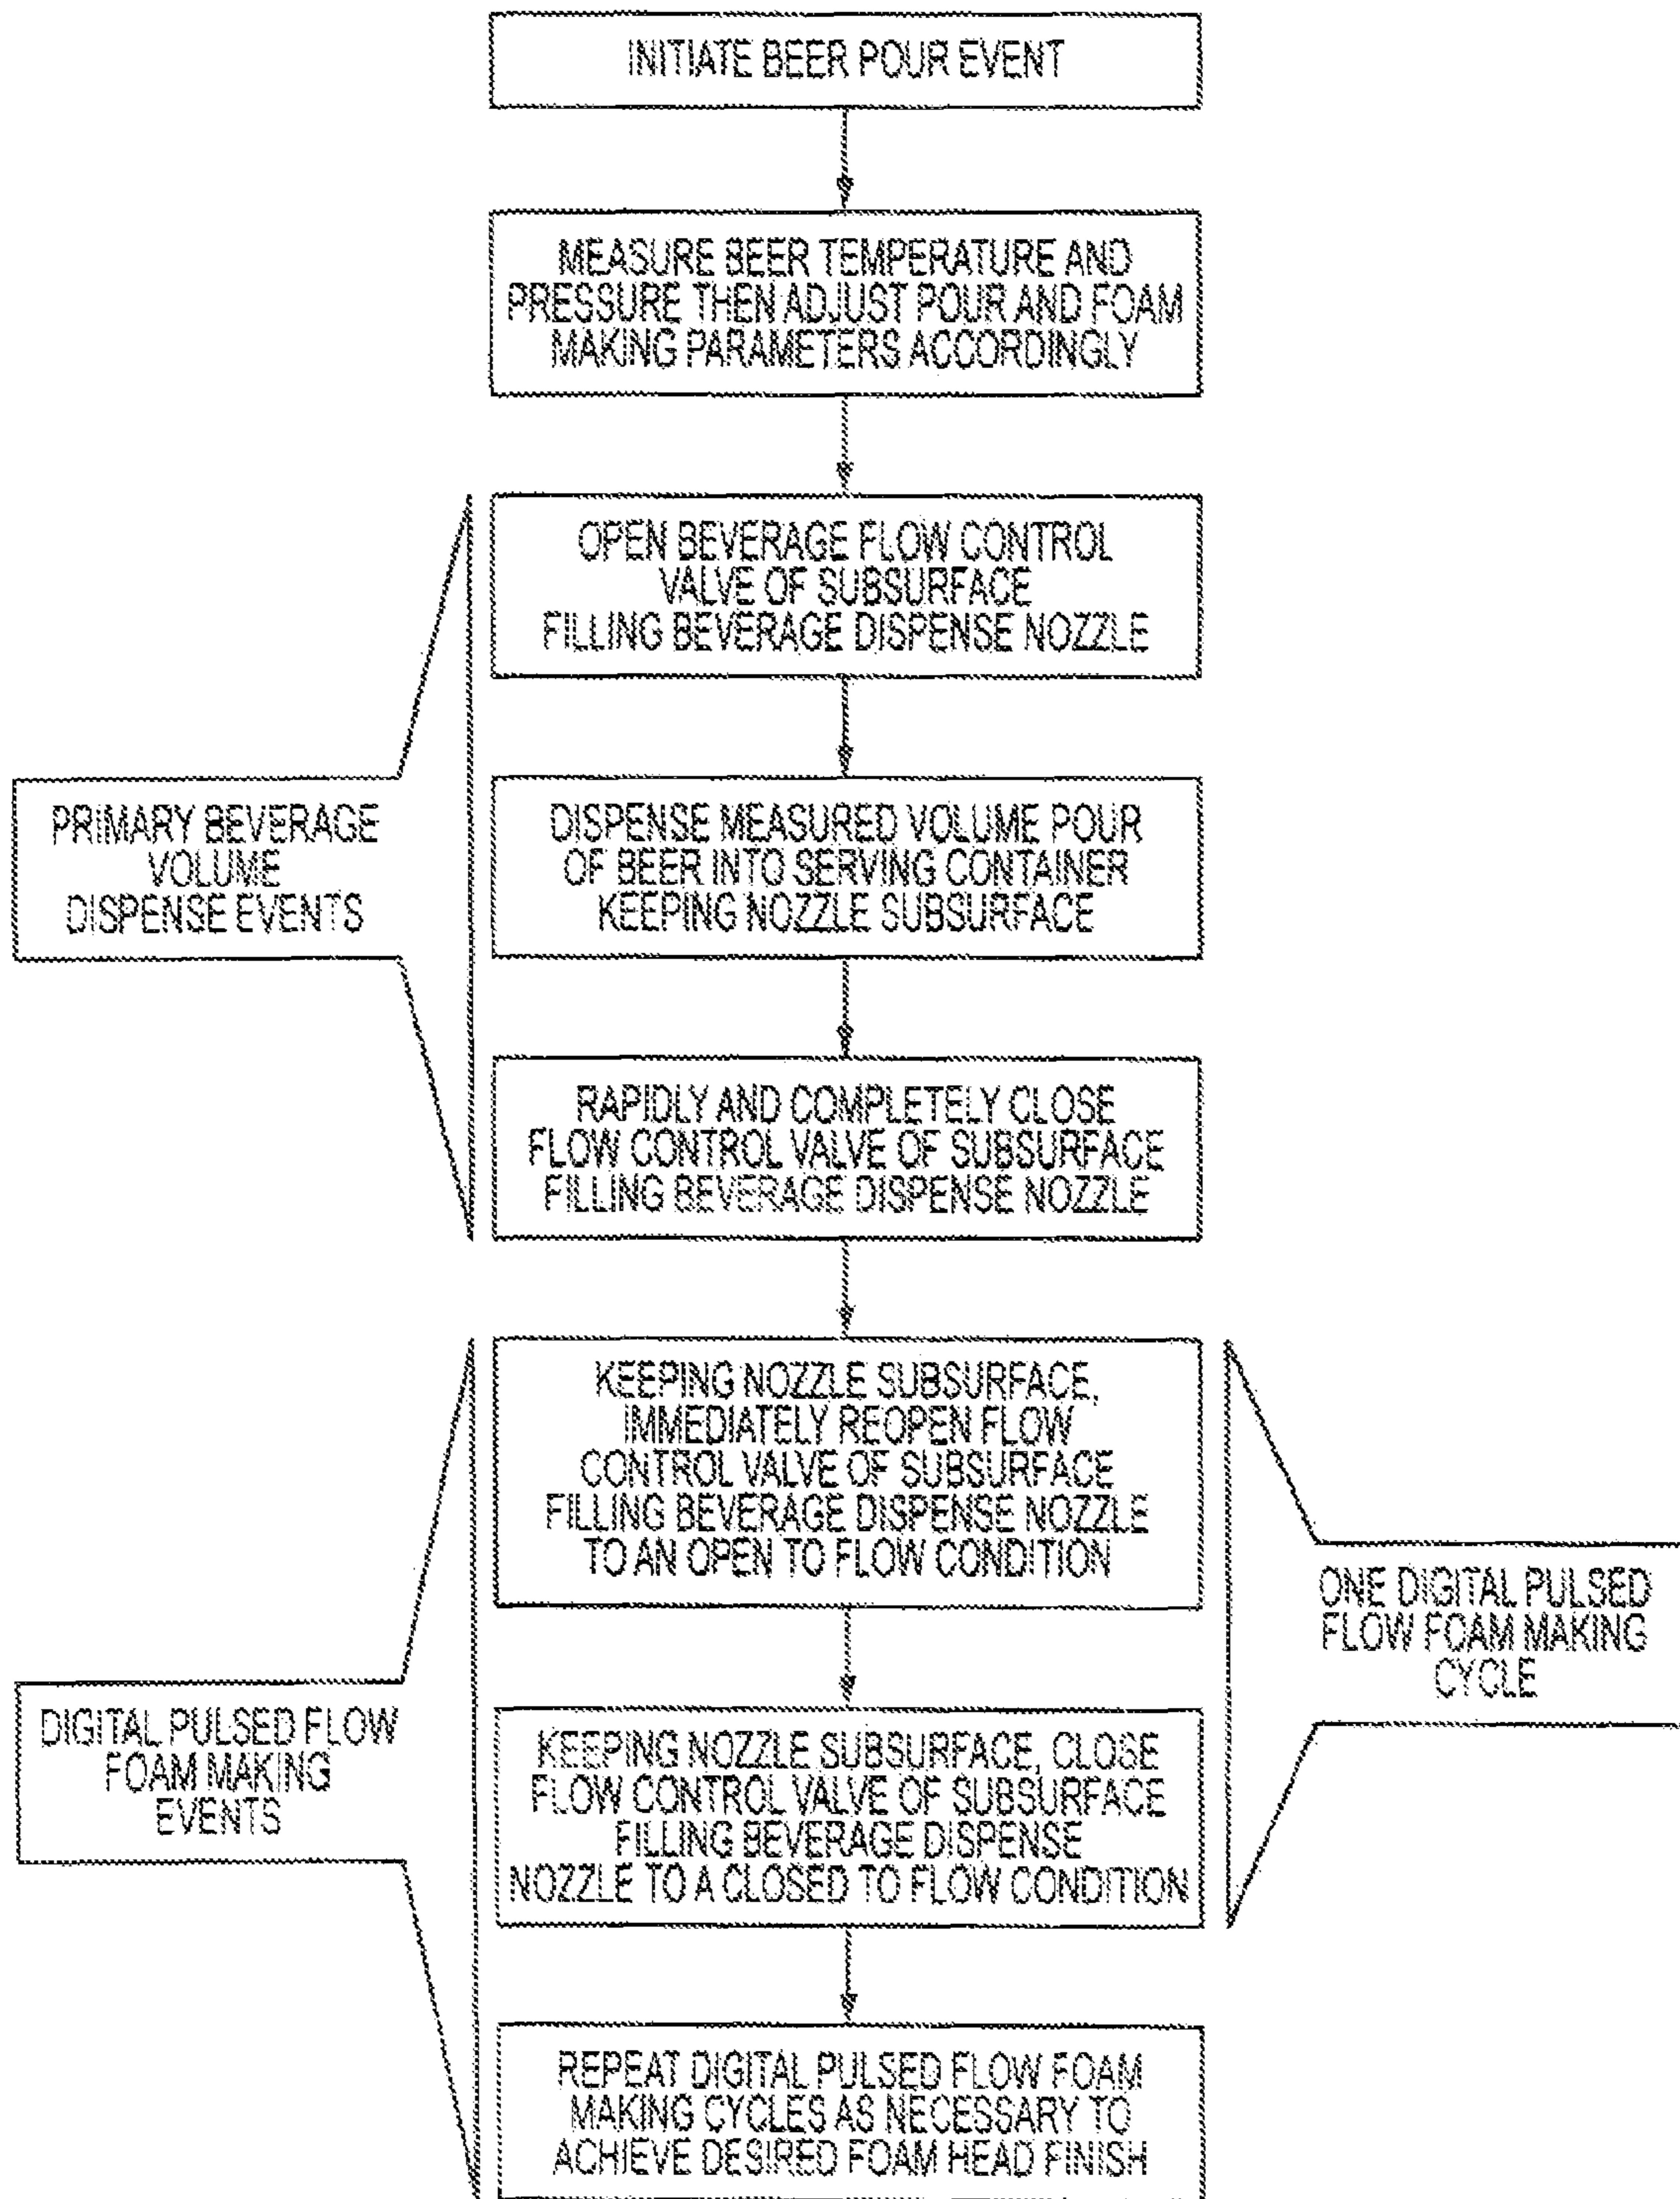 INITIATE BEER POUR EVENT
MEASURE BEER TEMPERATURE AND
PRESSURE THEN ADJUST POUR AND FOAM
MAKING PARAMETERS ACCORDINGLY
OPEN BEVERAGE FLOW CONTROL
VALVE OF SUBSURFACE
FILLING BEVERAGE DISPENSE NOZZLE
PRIMARY BEVERAGE
VOLUME
DISPENSE EVENTS
DISPENSE MEASURED VOLUME POUR
OF BEER INTO SERVING CONTAINER
KEEPING NOZZLE SUBSURFACE
RAPIDLY AND COMPLETELY CLOSE
FLOW CONTROL VALVE OF SUBSURFACE
FILLING BEVERAGE DISPENSE NOZZLE
KEEPING NOZZLE SUBSURFACE,
IMMEDIATELY REOPEN FLOW
CONTROL VALVE OF SUBSURFACE
FILLING BEVERAGE DISPENSE NOZZLE
TO AN OPEN TO FLOW CONDITION
ONE DIGITAL PULSED
FLOW FOAM MAKING
CYCLE
DIGITAL PULSED FLOW
FOAM MAKING
EVENTS
KEEPING NOZZLE SUBSURFACE, CLOSE
FLOW CONTROL VALVE OF SUBSURFACE
FILLING BEVERAGE DISPENSE
NOZZLE TO A CLOSED TO FLOW CONDITION
REPEAT DIGITAL PULSED FLOW FOAM
MAKING CYCLES AS NECESSARY TO
ACHIEVE DESIRED FOAM HEAD FINISH